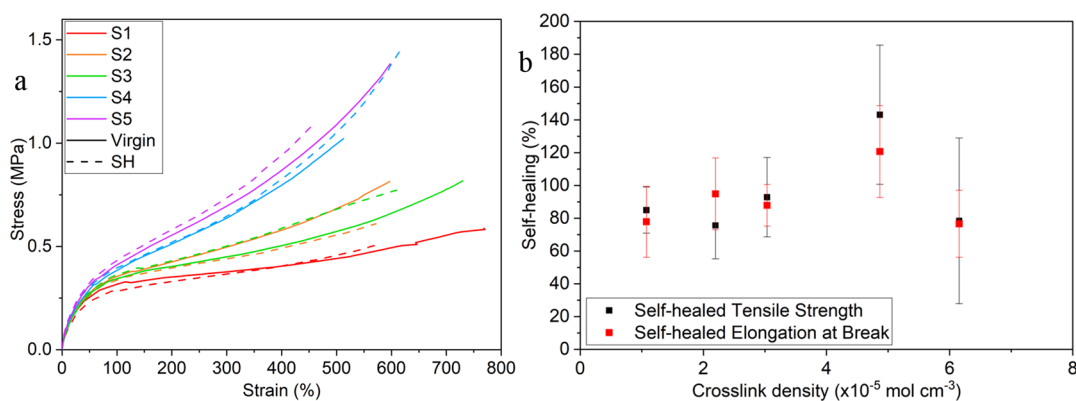 a
S1
S2
S3
S4
S5
Virgin
SH
Stress (MPa)
1.5
1.0
0.5
0.0
0 100 200 300 400 500 600 700 800
Strain (%)
b
Self-healing (%)
200
180
160
140
120
100
80
60
40
20
0
Self-healed Tensile Strength
Self-healed Elongation at Break
0 2 4 6 8
Crosslink density (x10⁻⁵ mol cm⁻³)